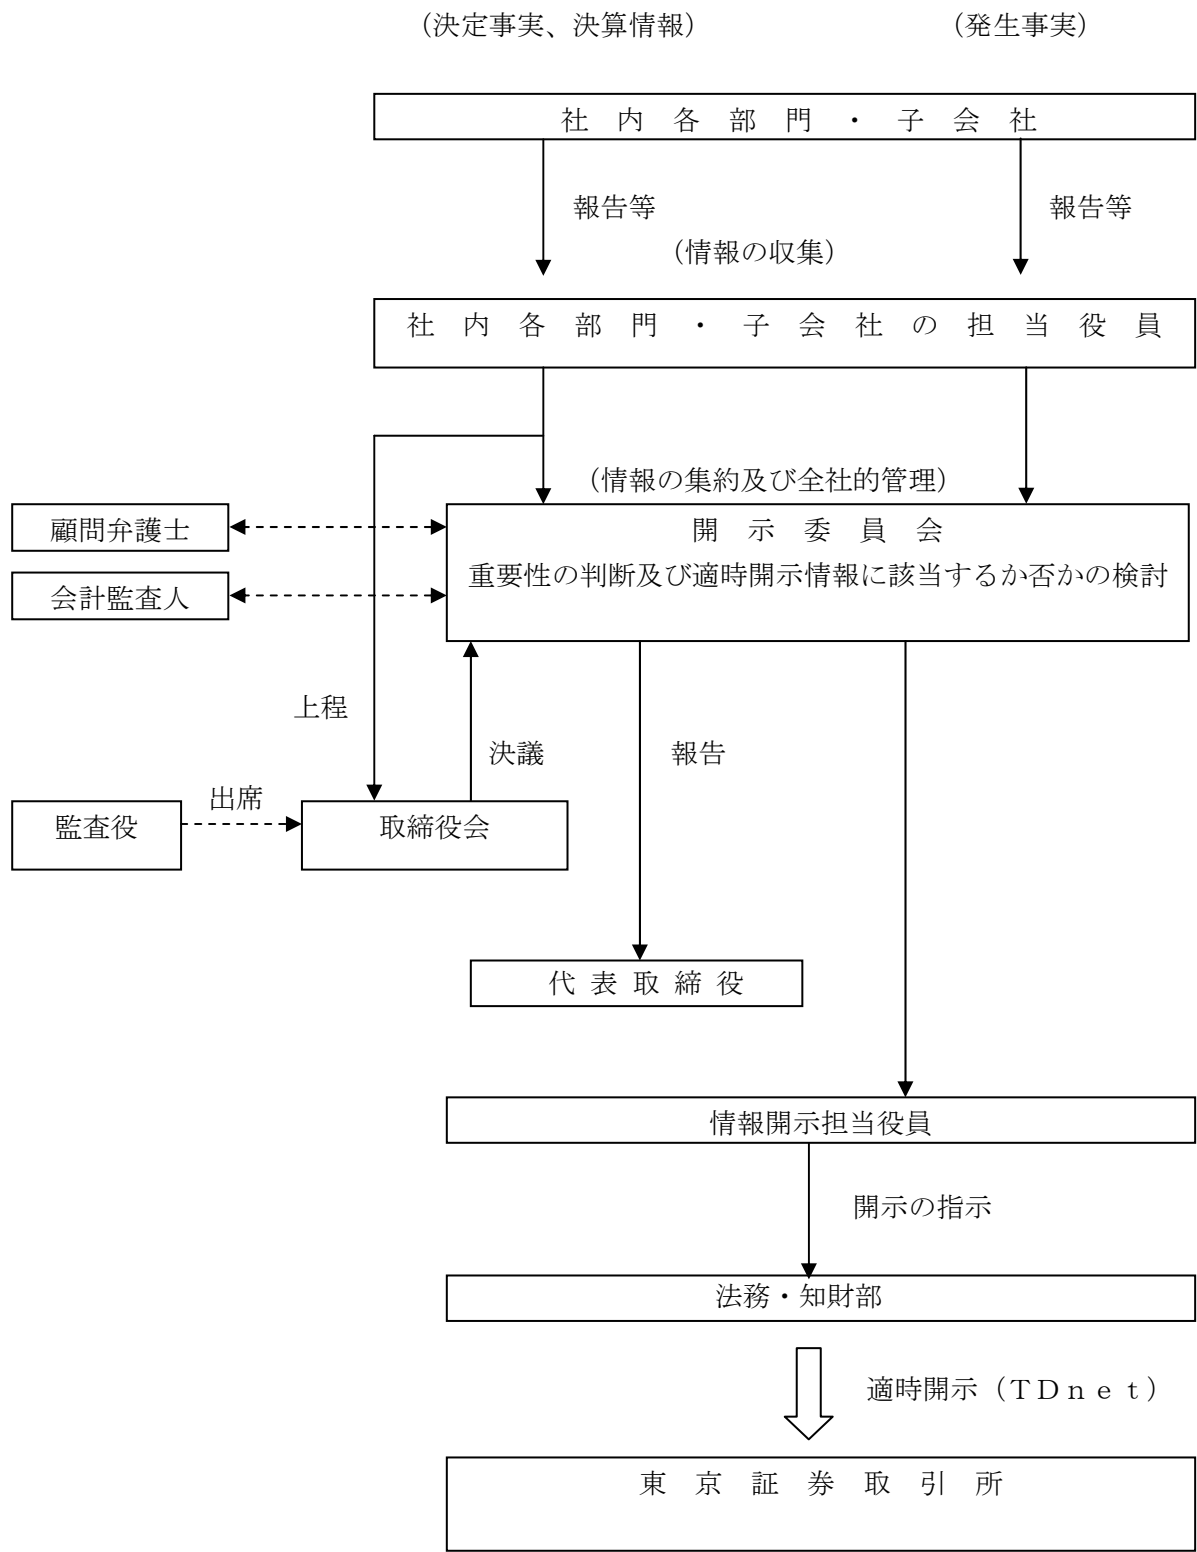 （決定事実、決算情報）
（発生事実）
社内各部門・子会社
報告等
報告等
（情報の収集）
社内各部門・子会社の担当役員
（情報の集約及び全社的管理）
顧問弁護士
開示委員会
重要性の判断及び適時開示情報に該当するか否かの検討
会計監査人
上程
決議
報告
出席
監査役
取締役会
代表取締役
情報開示担当役員
開示の指示
法務・知財部
適時開示（ＴＤｎｅｔ）
東京証券取引所